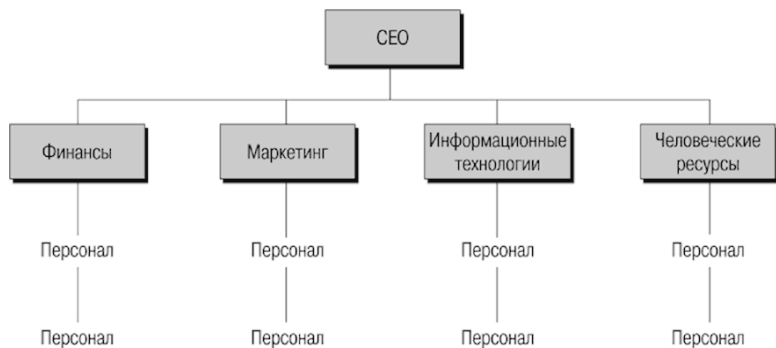 CEO
Финансы
Маркетинг
Информационные
технологии
Человеческие
ресурсы
Персонал
Персонал
Персонал
Персонал
Персонал
Персонал
Персонал
Персонал